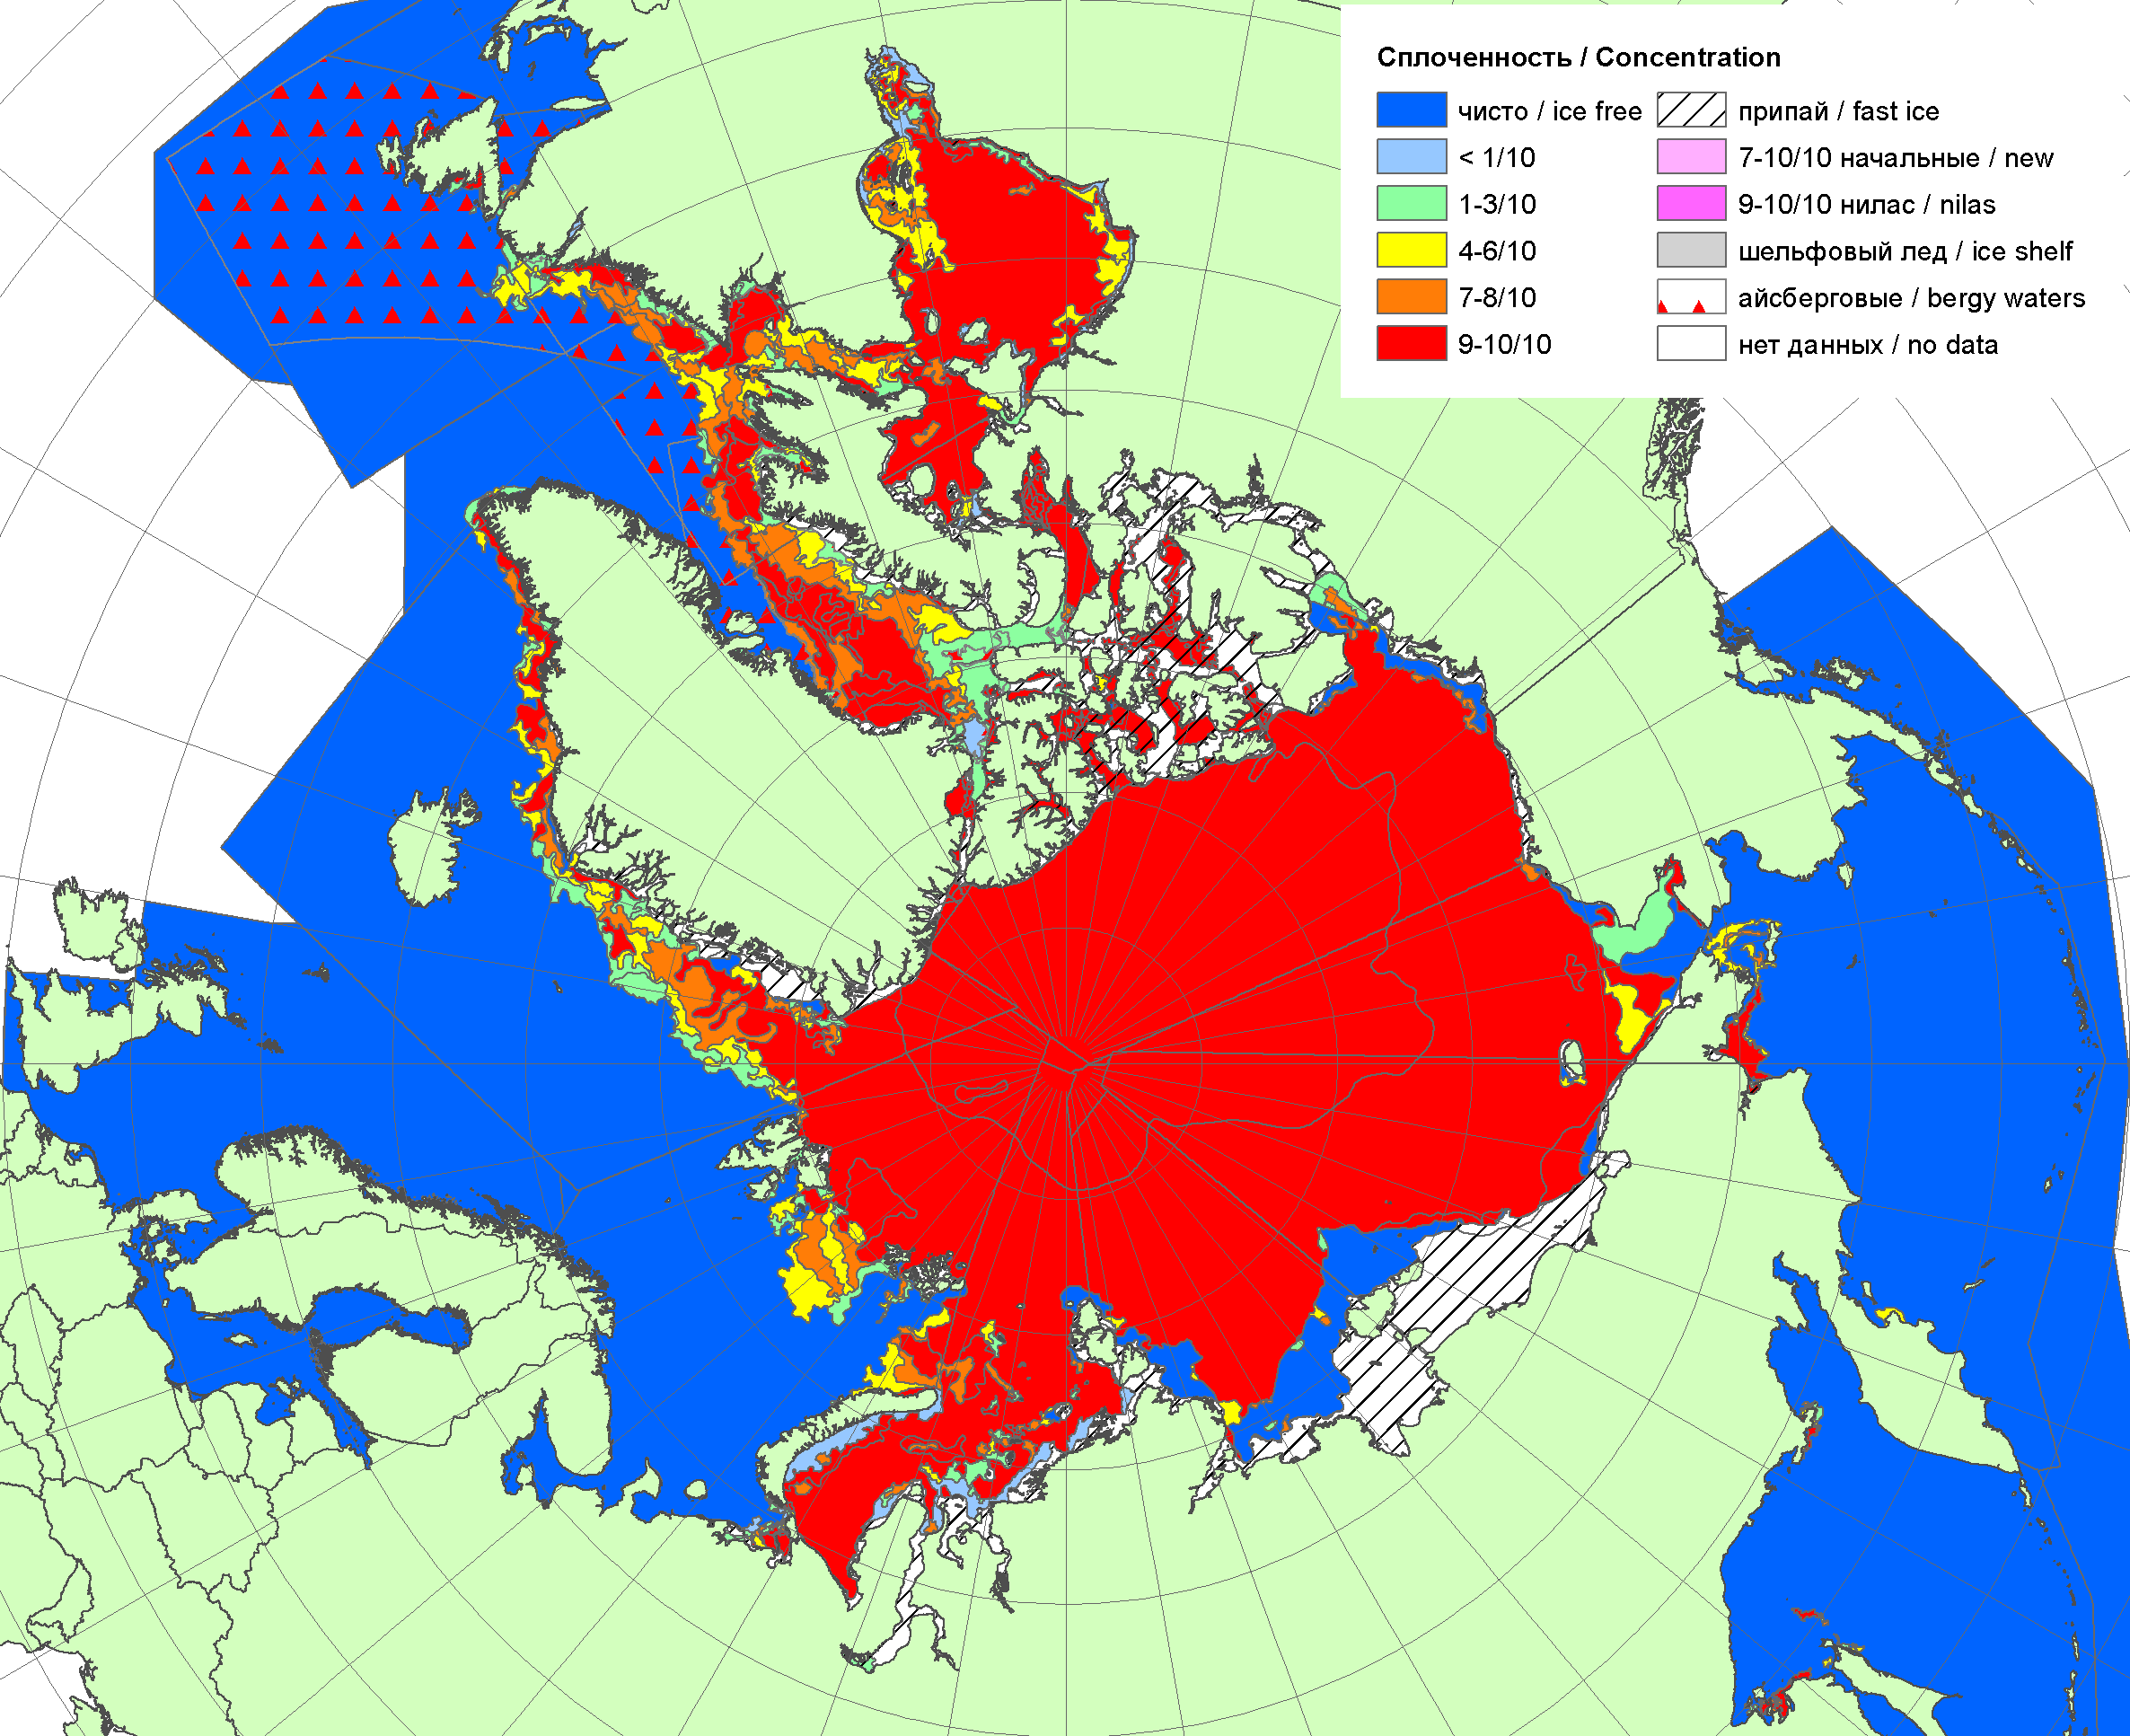 Сплоченность / Concentration
чисто / ice free
< 1/10
1-3/10
4-6/10
7-8/10
9-10/10
припай / fast ice
7-10/10 начальные / new
9-10/10 нилас / nilas
шельфовый лед / ice shelf
айсберговые / bergy waters
нет данных / no data